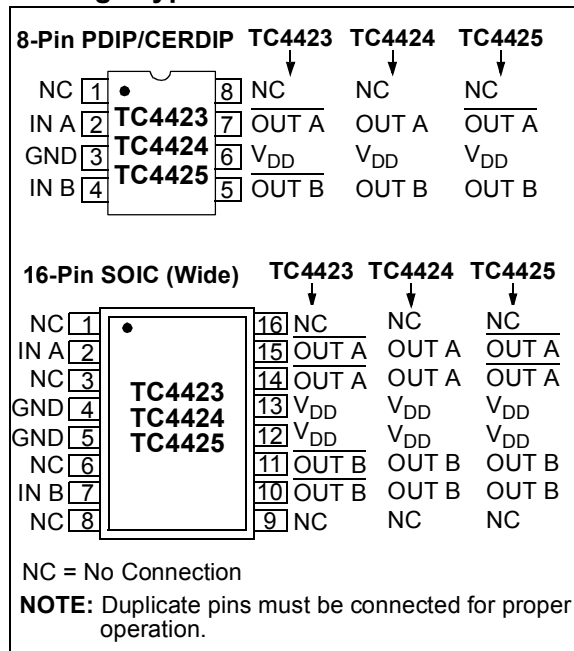 8-Pin PDIP/CERDIP TC4423 TC4424 TC4425
NC 1 8 NC NC NC
IN A 2 TC4423 7 OUT A OUT A OUT A
GND 3 TC4424 6 VDD VDD VDD
IN B 4 TC4425 5 OUT B OUT B OUT B
16-Pin SOIC (Wide) TC4423 TC4424 TC4425
NC 1 16 NC NC NC
IN A 2 15 OUT A OUT A OUT A
NC 3 TC4423 14 OUT A OUT A OUT A
GND 4 TC4424 13 VDD VDD VDD
GND 5 TC4425 12 VDD VDD VDD
NC 6 11 OUT B OUT B OUT B
IN B 7 10 OUT B OUT B OUT B
NC 8 9 NC NC NC
NC = No Connection
NOTE: Duplicate pins must be connected for proper
operation.